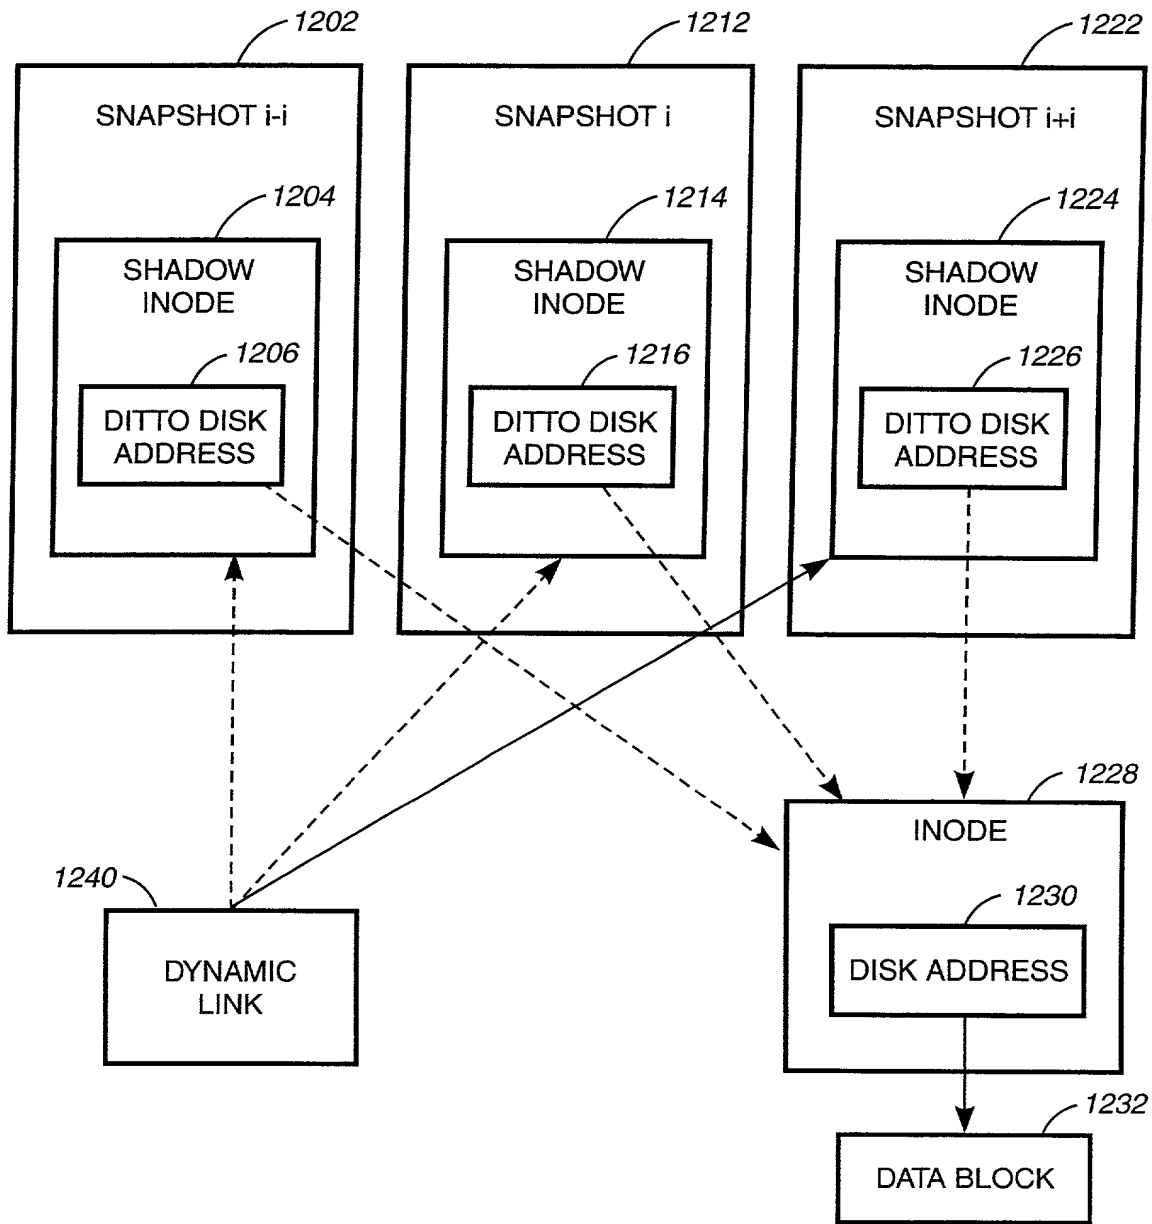 1202
1212
1222
SNAPSHOT i-i
SNAPSHOT i
SNAPSHOT i+i
1204
1214
1224
SHADOW
INODE
SHADOW
INODE
SHADOW
INODE
1206
1216
1226
DITTO DISK
ADDRESS
DITTO DISK
ADDRESS
DITTO DISK
ADDRESS
1228
INODE
1240
1230
DYNAMIC
LINK
DISK ADDRESS
1232
DATA BLOCK